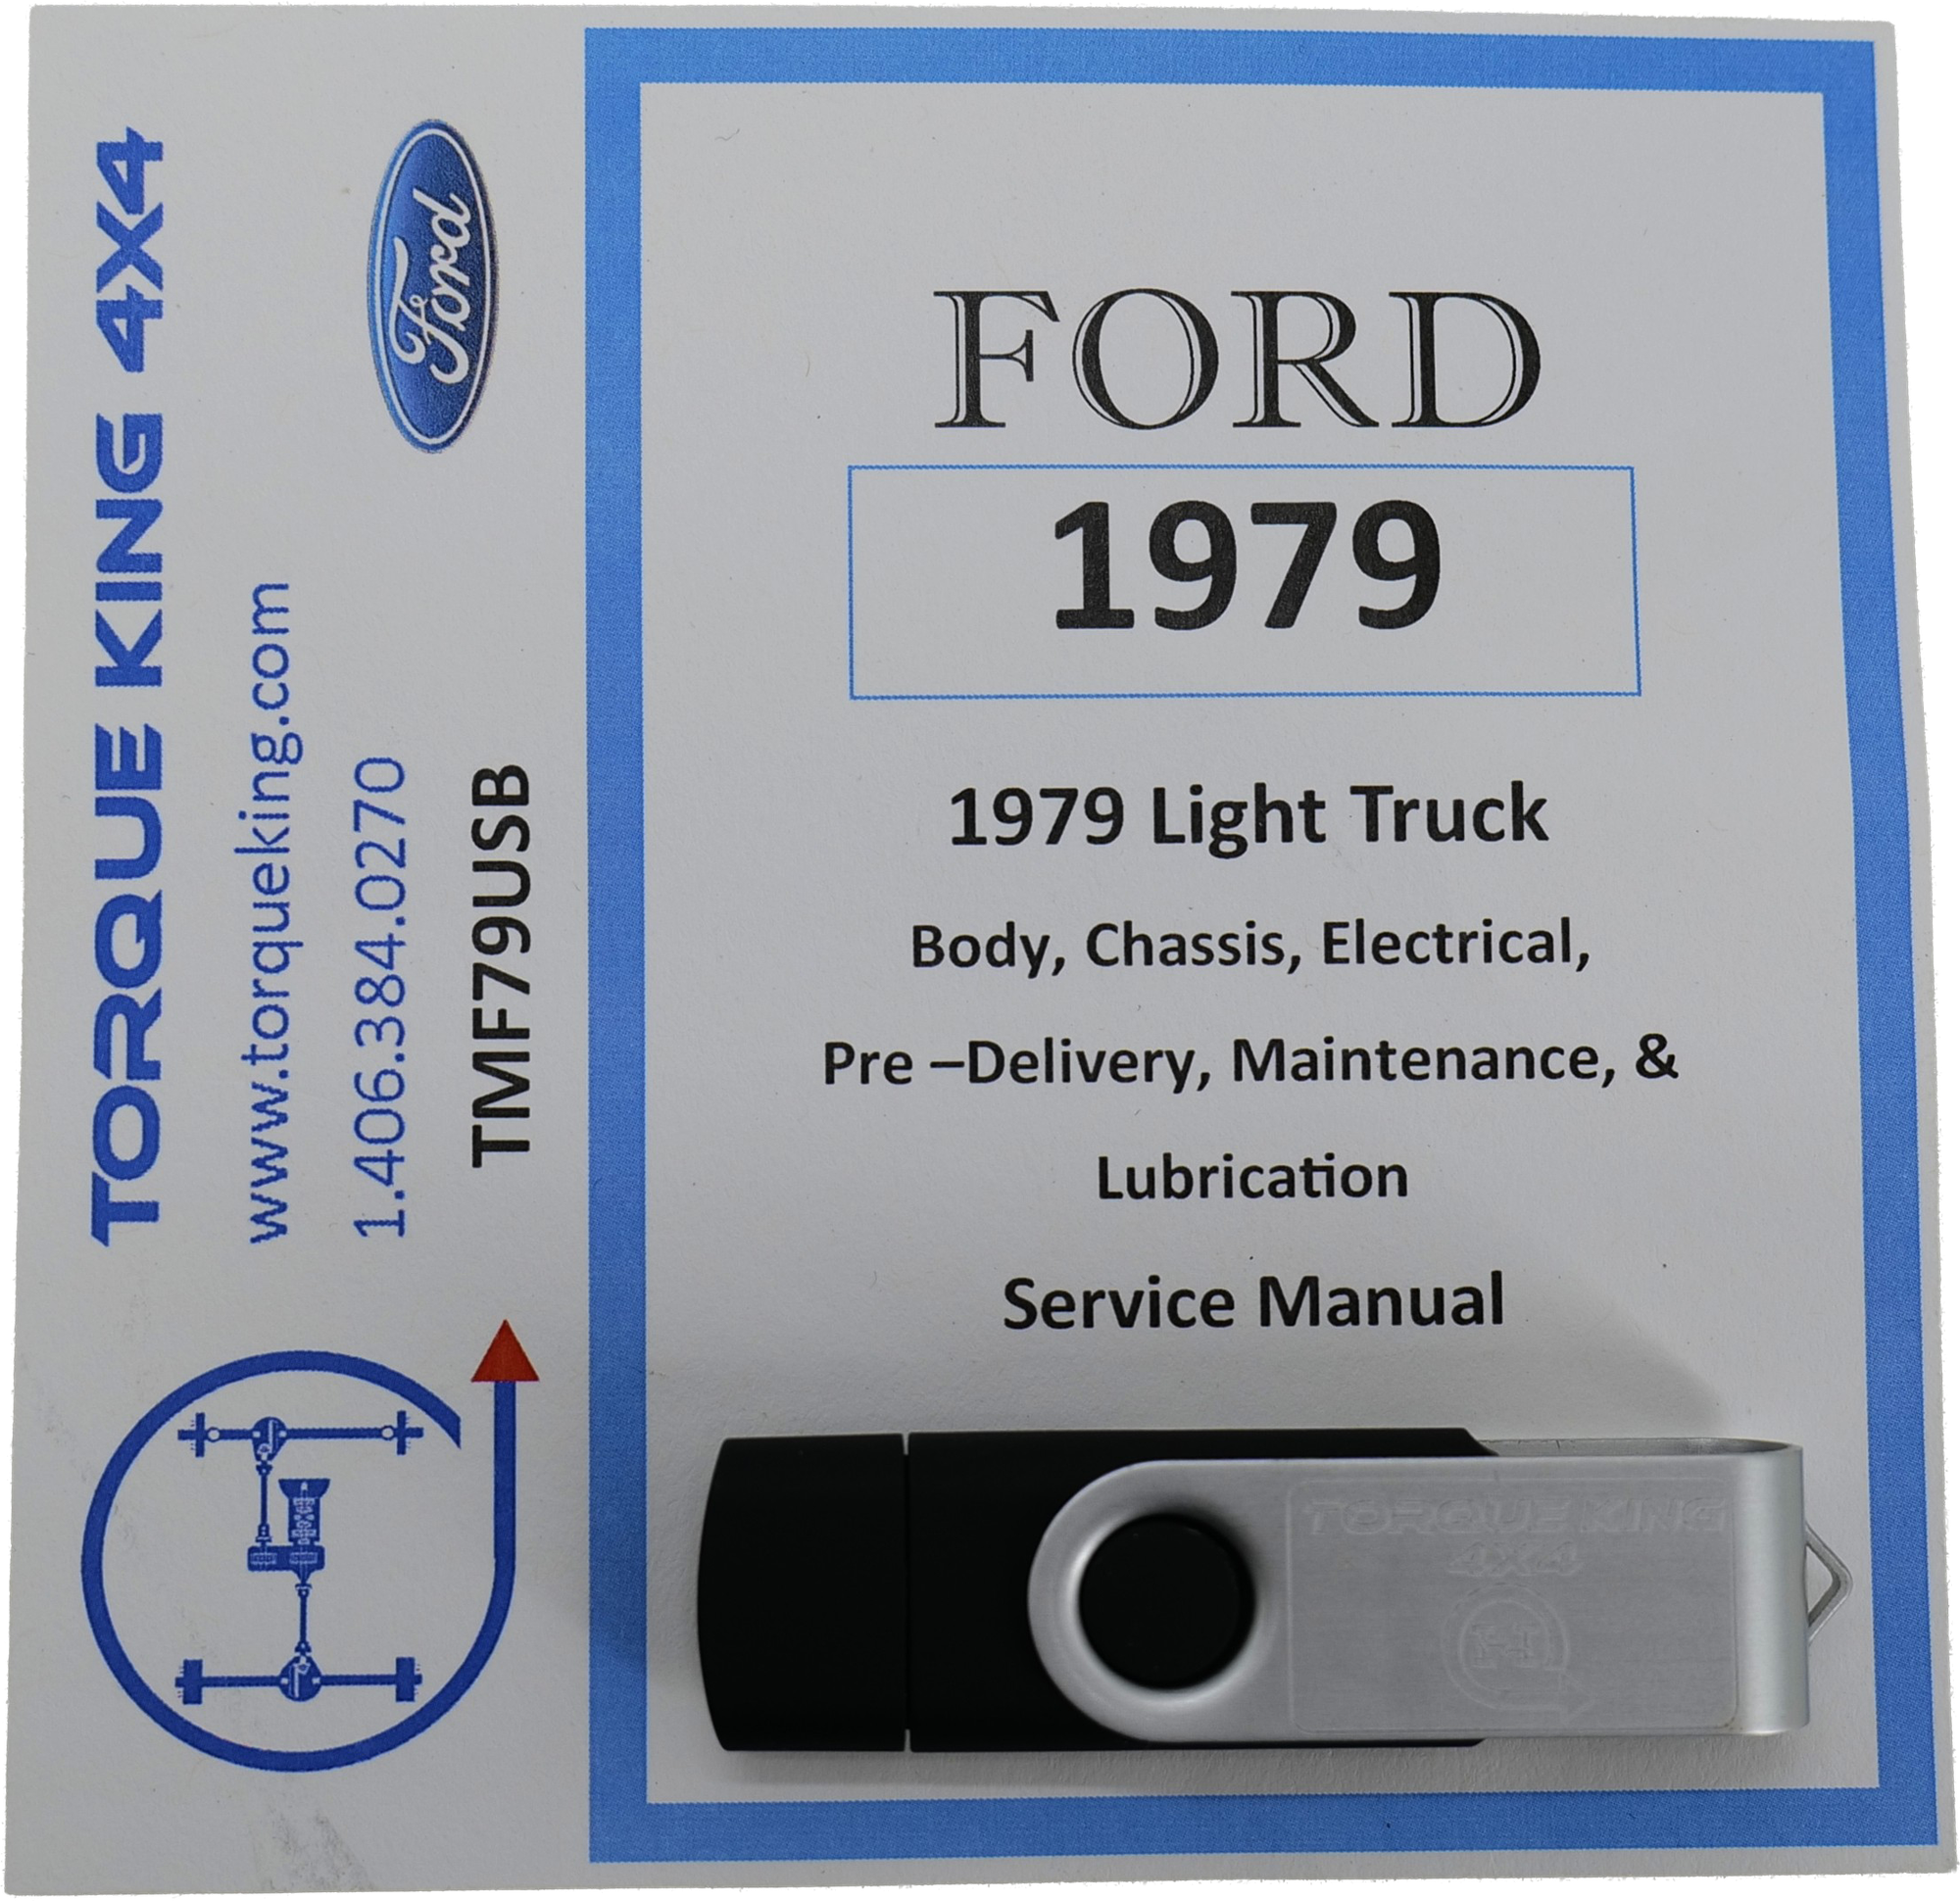 TORQUE KING 4X4
www.torqueking.com
1.406.384.0270
TMF79USB
Ford
FORD
1979
1979 Light Truck
Body, Chassis, Electrical,
Pre –Delivery, Maintenance, &
Lubrication
Service Manual
TORQUE KING
4X4